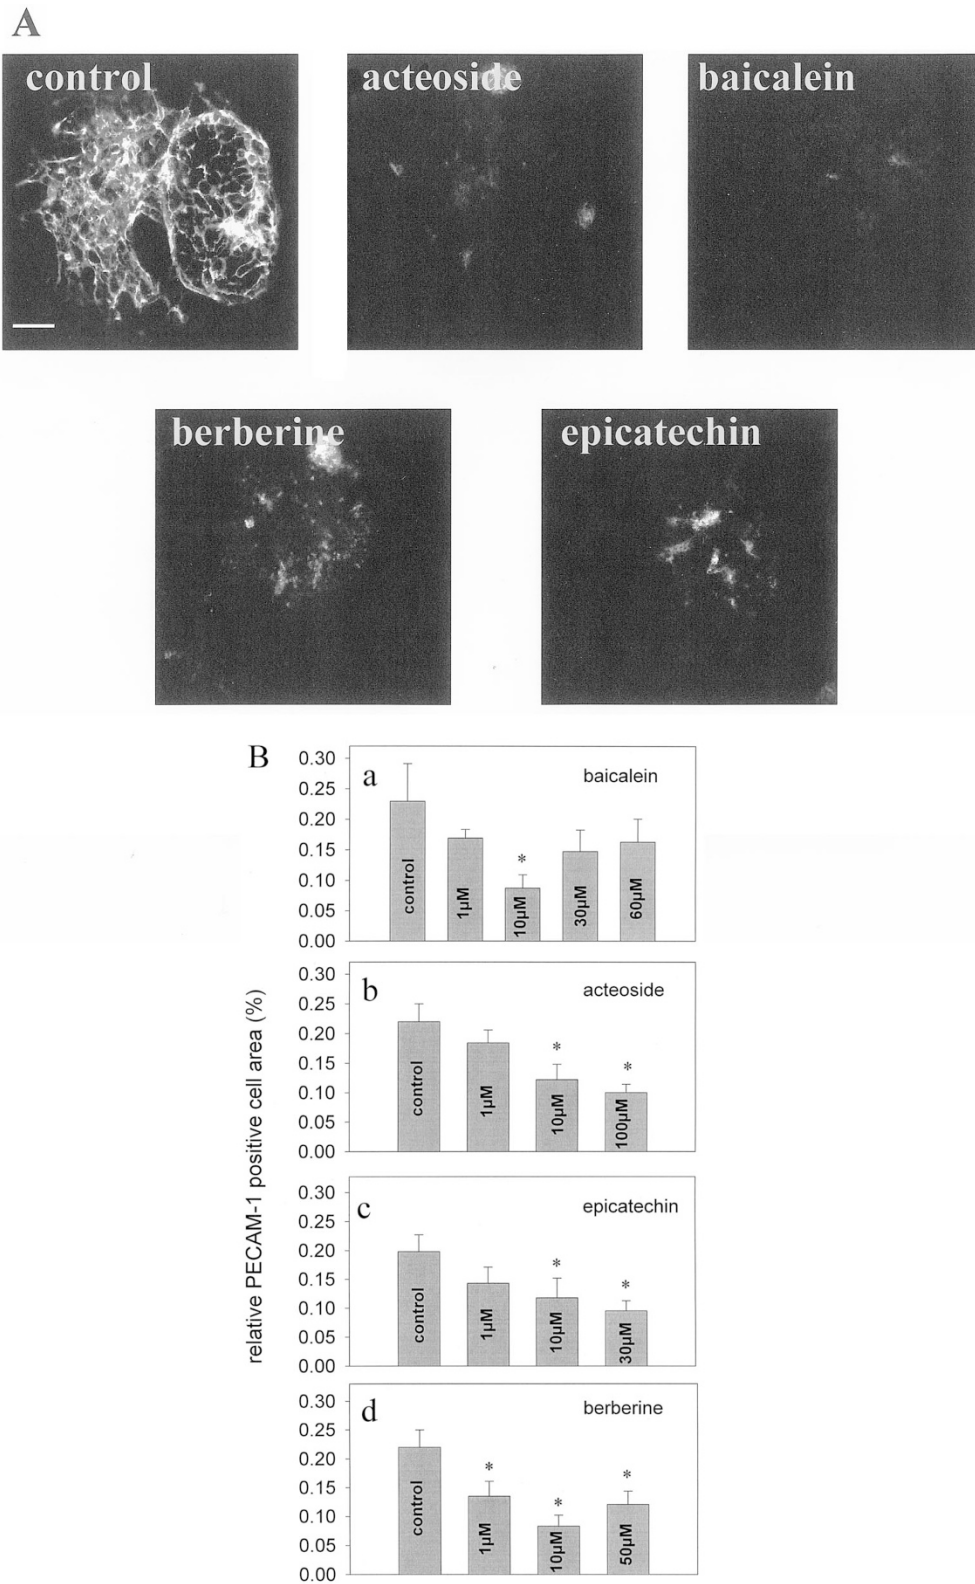 A
control
acteoside
baicalein
berberine
epicatechin
B
relative PECAM-1 positive cell area (%)
a
baicalein
0.30
0.25
0.20
0.15
0.10
0.05
0.00
control
1µM
*
10µM
30µM
60µM
b
acteoside
0.30
0.25
0.20
0.15
0.10
0.05
0.00
control
1µM
*
10µM
*
100µM
c
epicatechin
0.30
0.25
0.20
0.15
0.10
0.05
0.00
control
1µM
*
10µM
*
30µM
d
berberine
0.30
0.25
0.20
0.15
0.10
0.05
0.00
control
*
1µM
*
10µM
*
50µM